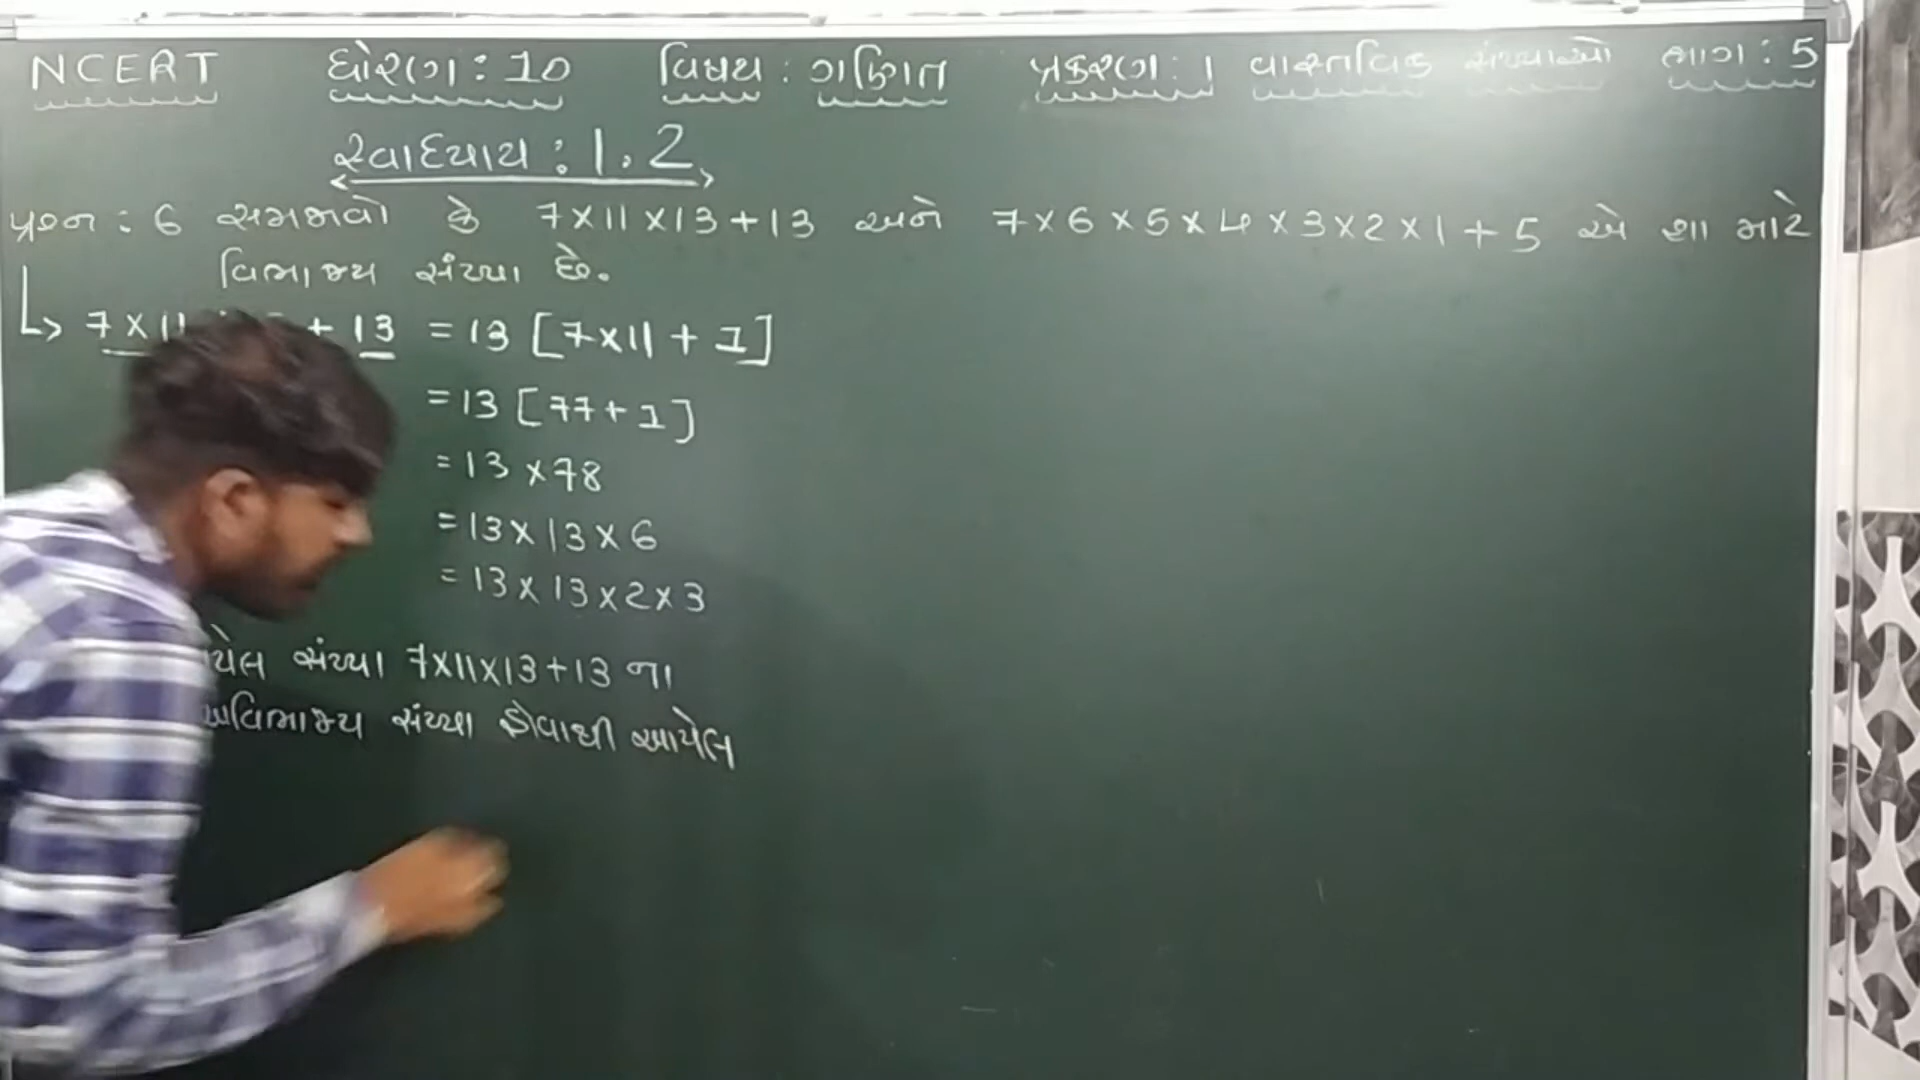 NCERT ધોરણ : 10 વિષય : ગણિત પ્રકરણ : 1 વાસ્તવિક સંખ્યાઓ ભાગ : 5
સ્વાધ્યાય : 1.2
પ્રશ્ન : 6 સમજાવો કે 7×11×13+13 અને 7×6×5×4×3×2×1+5 એ શા માટે
વિભાજ્ય સંખ્યા છે.
↳ 7×11 + 13 = 13 [7×11 + 1]
= 13 [77+1]
= 13 × 78
= 13 × 13 × 6
= 13 × 13 × 2 × 3
સંખ્યા 7×11×13+13 ના
અવિભાજ્ય સંખ્યા હોવાથી આપેલ